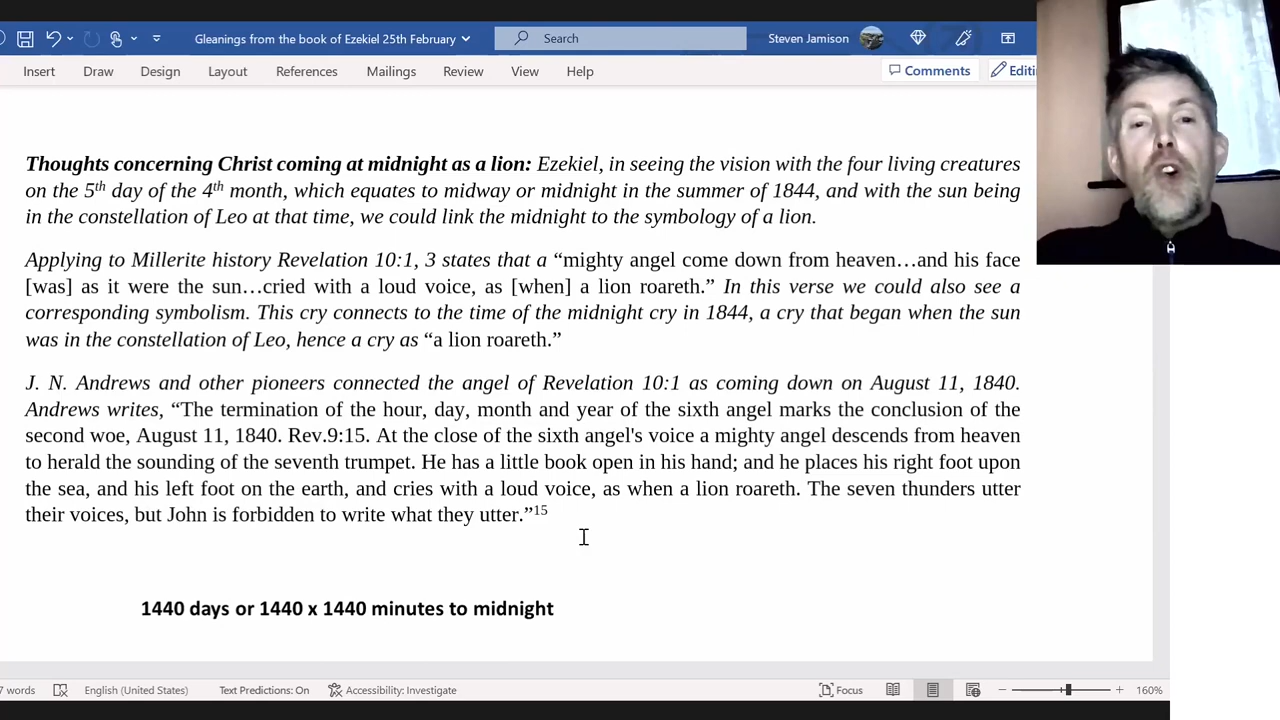 Gleanings from the book of Ezekiel 25th February
Search
Steven Jamison
Insert Draw Design Layout References Mailings Review View Help
Comments
Editi
Thoughts concerning Christ coming at midnight as a lion: Ezekiel, in seeing the vision with the four living creatures
on the 5th day of the 4th month, which equates to midway or midnight in the summer of 1844, and with the sun being
in the constellation of Leo at that time, we could link the midnight to the symbology of a lion.
Applying to Millerite history Revelation 10:1, 3 states that a “mighty angel come down from heaven…and his face
[was] as it were the sun…cried with a loud voice, as [when] a lion roareth.” In this verse we could also see a
corresponding symbolism. This cry connects to the time of the midnight cry in 1844, a cry that began when the sun
was in the constellation of Leo, hence a cry as “a lion roareth.”
J. N. Andrews and other pioneers connected the angel of Revelation 10:1 as coming down on August 11, 1840.
Andrews writes, “The termination of the hour, day, month and year of the sixth angel marks the conclusion of the
second woe, August 11, 1840. Rev.9:15. At the close of the sixth angel's voice a mighty angel descends from heaven
to herald the sounding of the seventh trumpet. He has a little book open in his hand; and he places his right foot upon
the sea, and his left foot on the earth, and cries with a loud voice, as when a lion roareth. The seven thunders utter
their voices, but John is forbidden to write what they utter.”15
1440 days or 1440 x 1440 minutes to midnight
7 words English (United States) Text Predictions: On Accessibility: Investigate Focus 160%